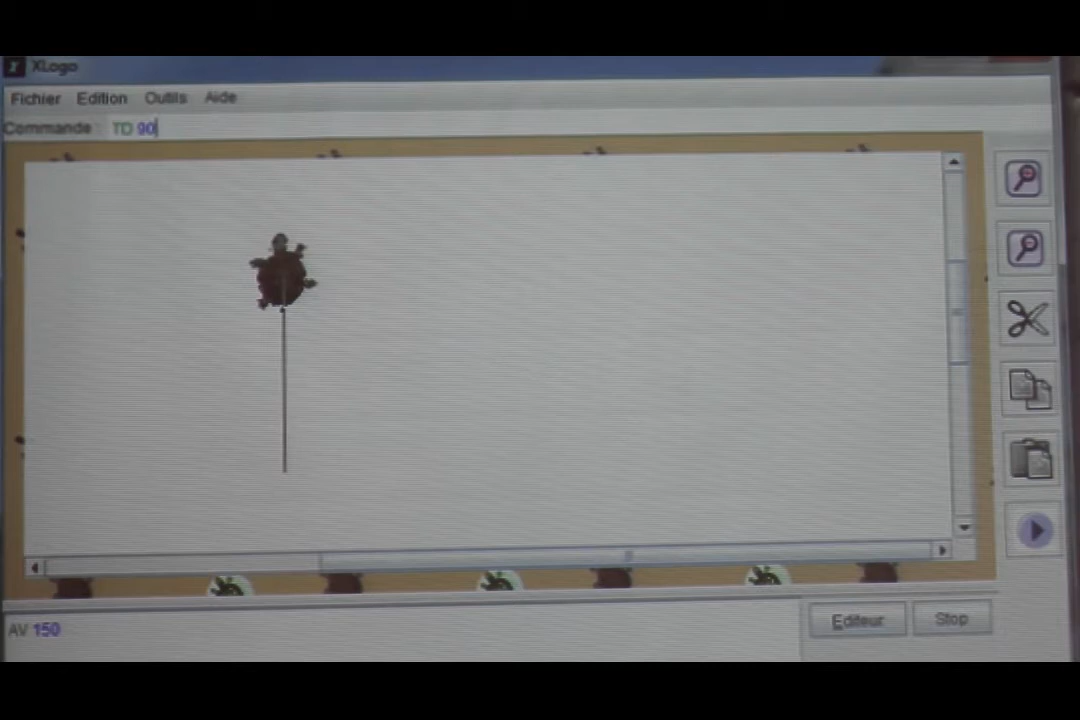 XLogo
Fichier Edition Outils Aide
Commande TD 90
AV 150
Editeur Stop